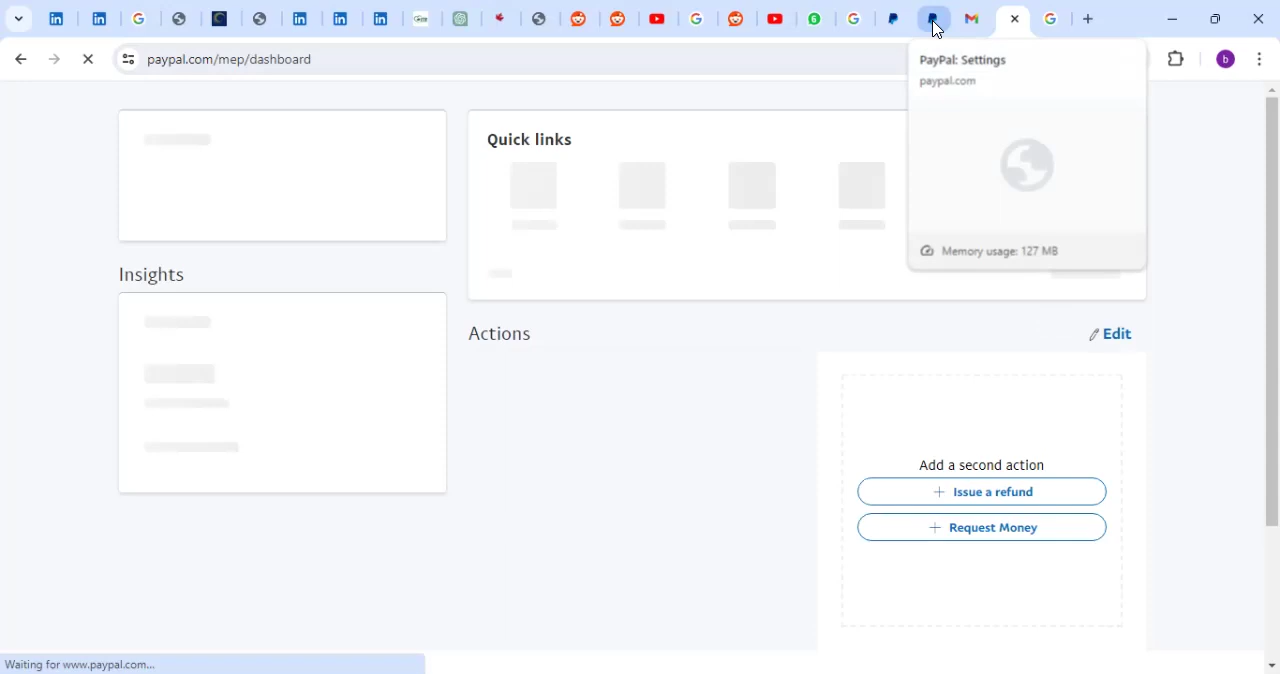 paypal.com/mep/dashboard
b
PayPal: Settings
paypal.com
Memory usage: 127 MB
Quick links
Insights
Actions
Edit
Add a second action
Issue a refund
Request Money
Waiting for www.paypal.com...